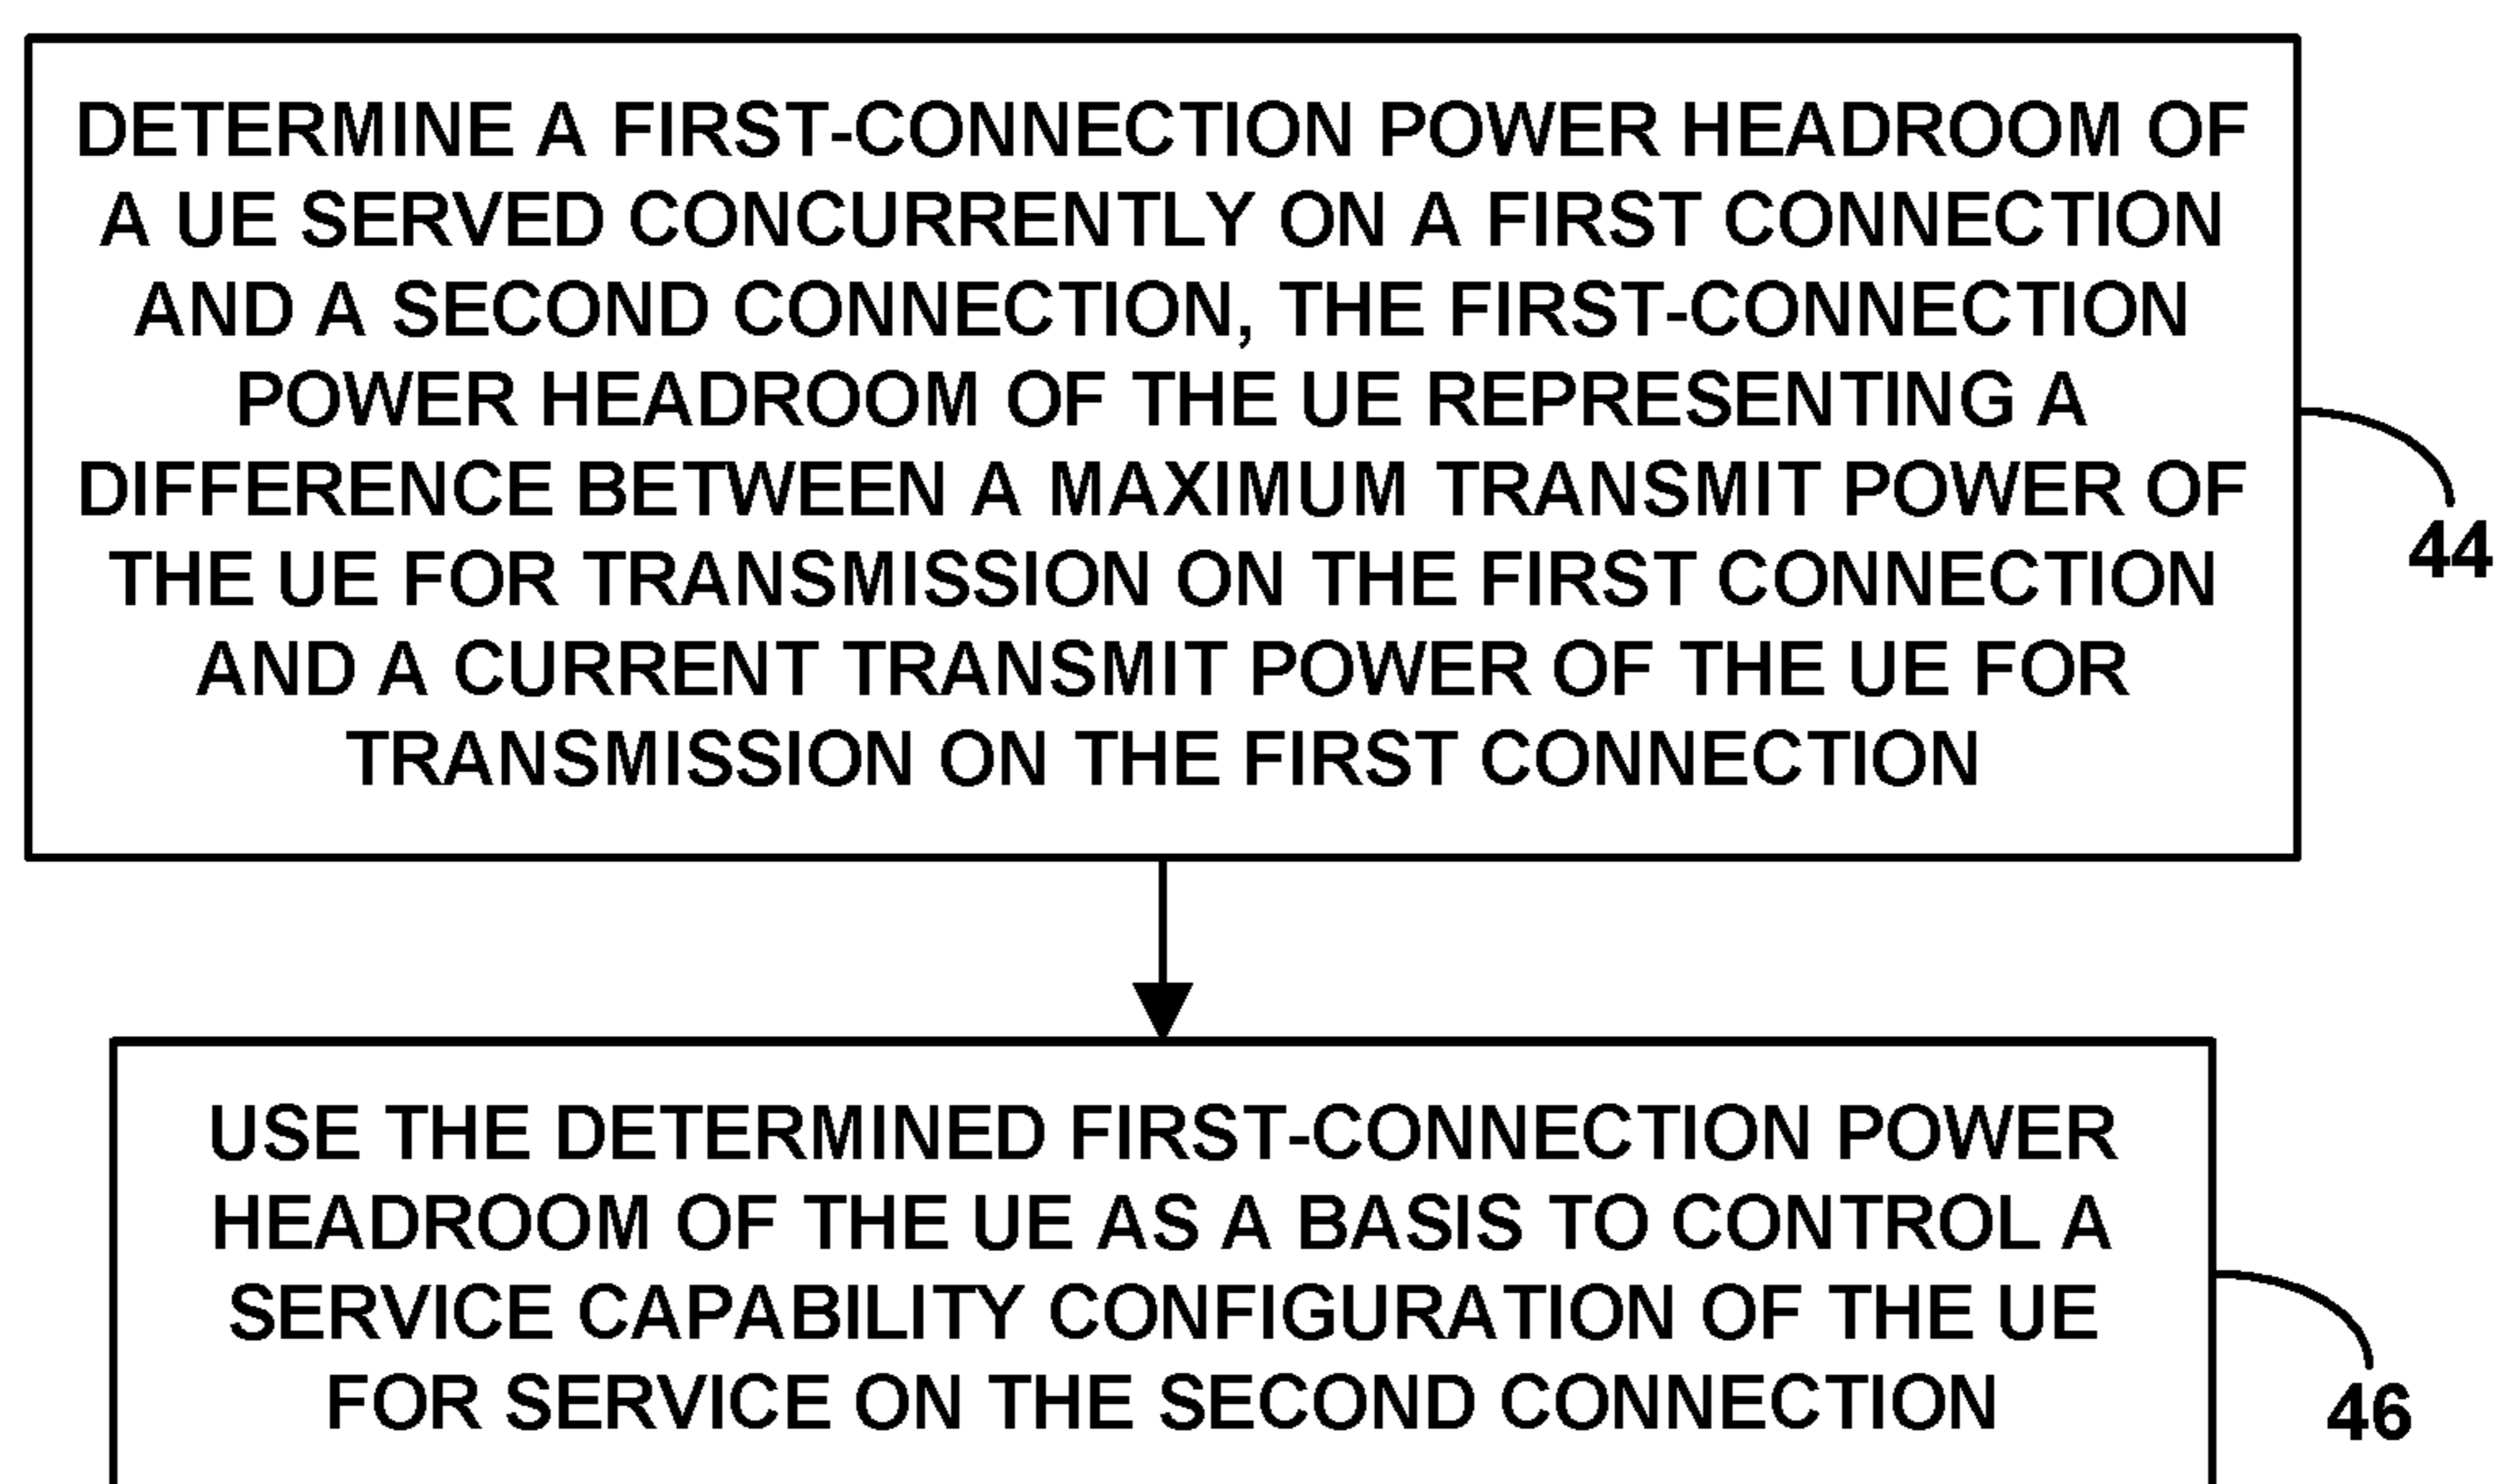 DETERMINE A FIRST-CONNECTION POWER HEADROOM OF
A UE SERVED CONCURRENTLY ON A FIRST CONNECTION
AND A SECOND CONNECTION, THE FIRST-CONNECTION
POWER HEADROOM OF THE UE REPRESENTING A
DIFFERENCE BETWEEN A MAXIMUM TRANSMIT POWER OF
THE UE FOR TRANSMISSION ON THE FIRST CONNECTION
AND A CURRENT TRANSMIT POWER OF THE UE FOR
TRANSMISSION ON THE FIRST CONNECTION
44
USE THE DETERMINED FIRST-CONNECTION POWER
HEADROOM OF THE UE AS A BASIS TO CONTROL A
SERVICE CAPABILITY CONFIGURATION OF THE UE
FOR SERVICE ON THE SECOND CONNECTION
46